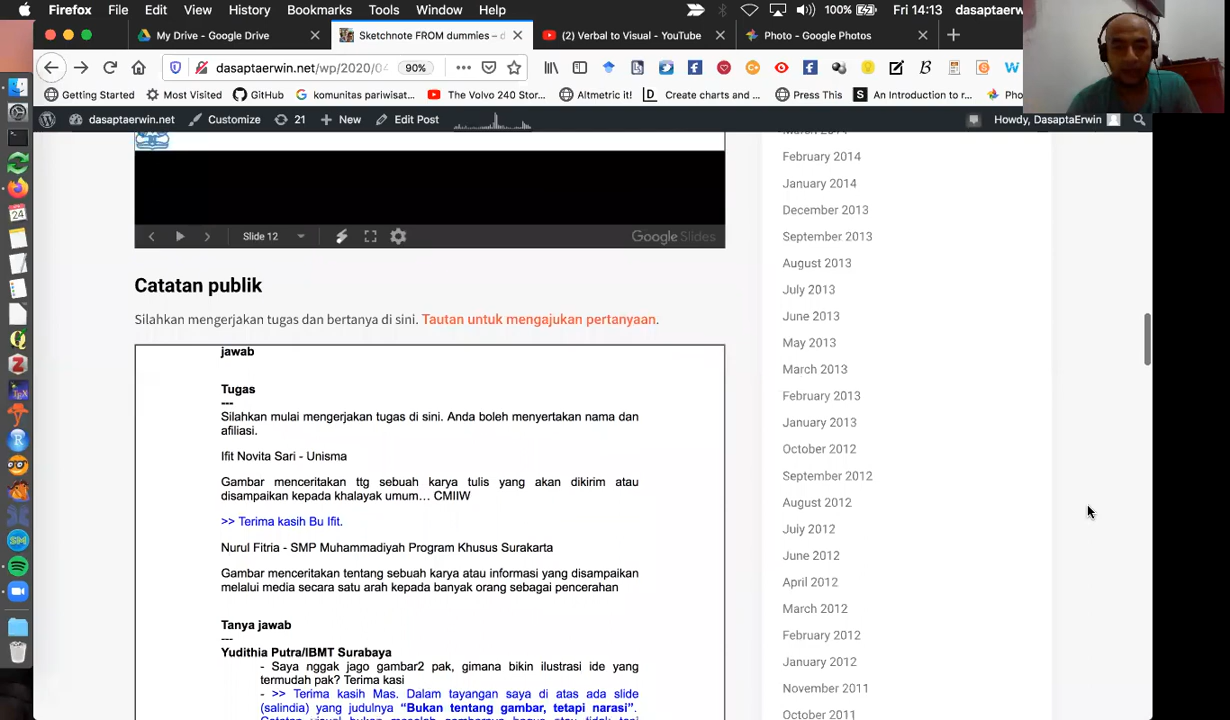 Firefox File Edit View History Bookmarks Tools Window Help 100% Fri 14:13 dasaptaerwin
My Drive - Google Drive
Sketchnote FROM dummies – d
(2) Verbal to Visual - YouTube
Photo - Google Photos
dasaptaerwin.net/wp/2020/04 90%
Getting Started Most Visited GitHub komunitas pariwisat... The Volvo 240 Stor... Altmetric it! Create charts and... Press This An Introduction to r...
dasaptaerwin.net Customize 21 New Edit Post Howdy, DasaptaErwin
Slide 12 Google Slides
Catatan publik
Silahkan mengerjakan tugas dan bertanya di sini. Tautan untuk mengajukan pertanyaan.
jawab
Tugas
---
Silahkan mulai mengerjakan tugas di sini. Anda boleh menyertakan nama dan
afiliasi.
Ifit Novita Sari - Unisma
Gambar menceritakan ttg sebuah karya tulis yang akan dikirim atau
disampaikan kepada khalayak umum... CMIIW
>> Terima kasih Bu Ifit.
Nurul Fitria - SMP Muhammadiyah Program Khusus Surakarta
Gambar menceritakan tentang sebuah karya atau informasi yang disampaikan
melalui media secara satu arah kepada banyak orang sebagai pencerahan
Tanya jawab
---
Yudithia Putra/IBMT Surabaya
- Saya nggak jago gambar2 pak, gimana bikin ilustrasi ide yang
termudah pak? Terima kasi
- >> Terima kasih Mas. Dalam tayangan saya di atas ada slide
(salindia) yang judulnya “Bukan tentang gambar, tetapi narasi”.
March 2014
February 2014
January 2014
December 2013
September 2013
August 2013
July 2013
June 2013
May 2013
March 2013
February 2013
January 2013
October 2012
September 2012
August 2012
July 2012
June 2012
April 2012
March 2012
February 2012
January 2012
November 2011
October 2011